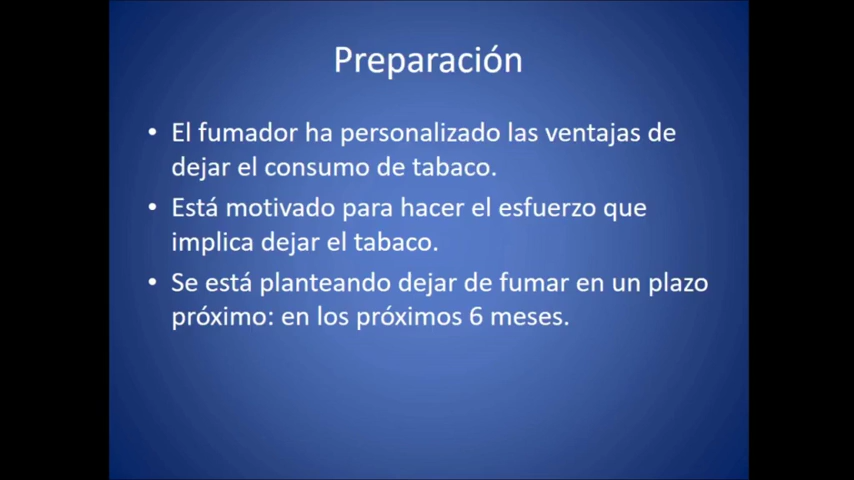 Preparación
• El fumador ha personalizado las ventajas de
dejar el consumo de tabaco.
• Está motivado para hacer el esfuerzo que
implica dejar el tabaco.
• Se está planteando dejar de fumar en un plazo
próximo: en los próximos 6 meses.